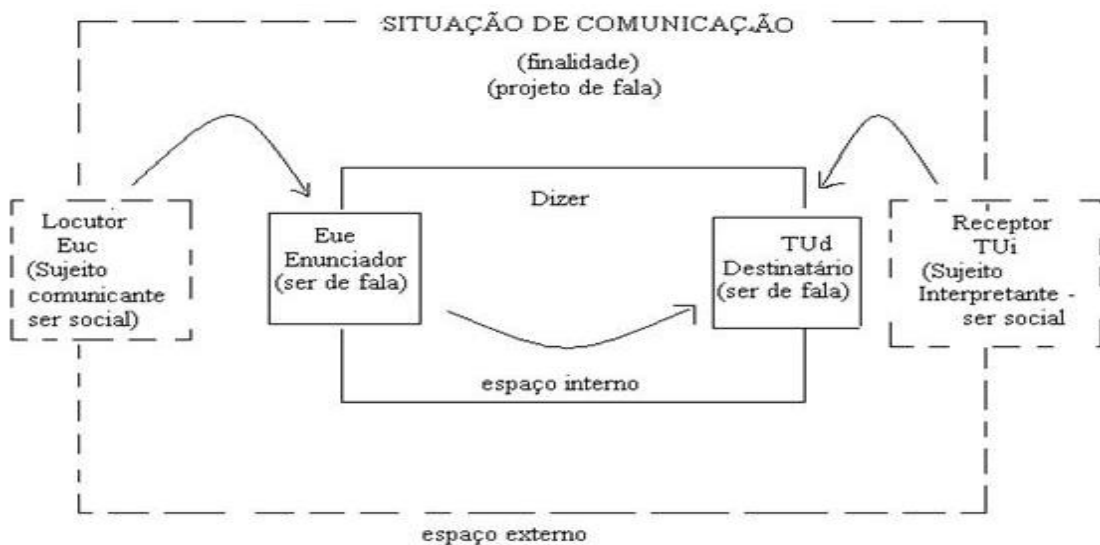 SITUAÇÃO DE COMUNICAÇÃO
(finalidade)
(projeto de fala)
Locutor
Euc
(Sujeito
comunicante
ser social)
Eue
Enunciador
(ser de fala)
Dizer
TUd
Destinatário
(ser de fala)
Receptor
TUi
(Sujeito
Interpretante -
ser social
espaço interno
espaço externo